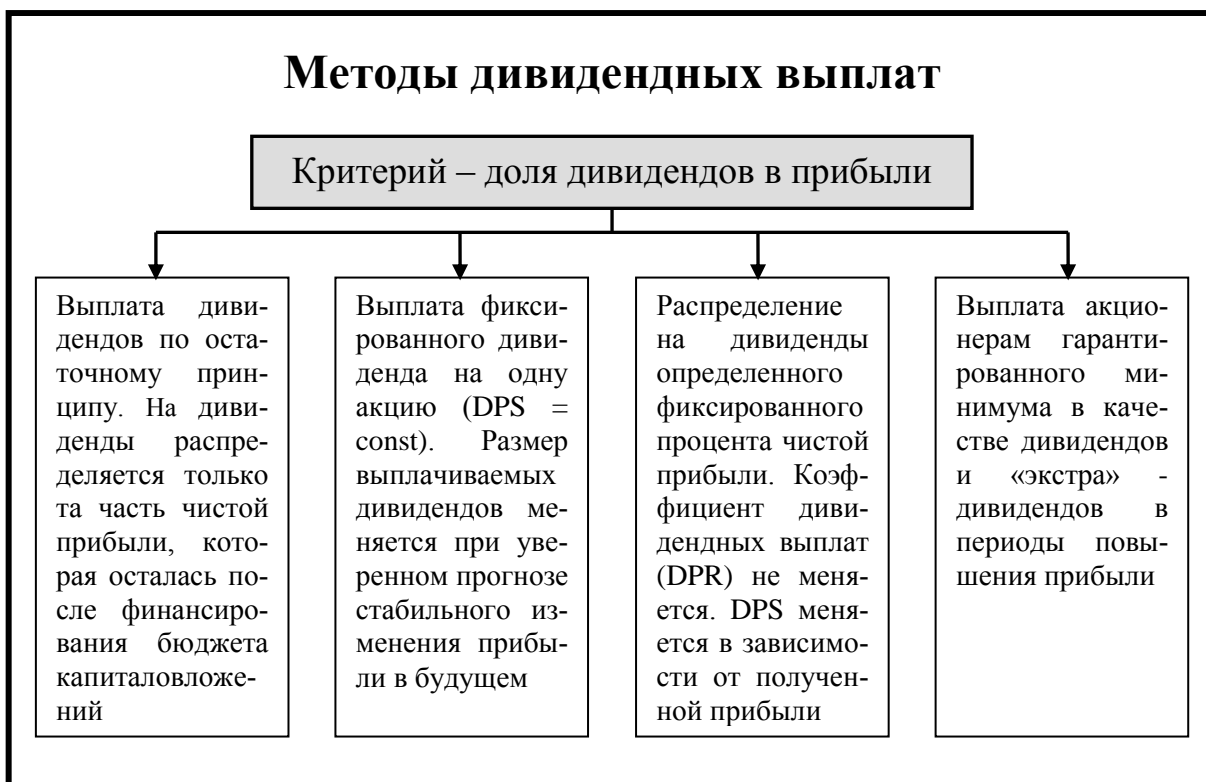 Методы дивидендных выплат
Критерий – доля дивидендов в прибыли
Выплата диви-
дендов по оста-
точному прин-
ципу. На диви-
денды распре-
деляется только
та часть чистой
прибыли, кото-
рая осталась по-
сле финансиро-
вания бюджета
капиталовложе-
ний
Выплата фикси-
рованного диви-
денда на одну
акцию (DPS =
const). Размер
выплачиваемых
дивидендов ме-
няется при уве-
ренном прогнозе
стабильного из-
менения прибы-
ли в будущем
Распределение
на дивиденды
определенного
фиксированного
процента чистой
прибыли. Коэф-
фициент диви-
дендных выплат
(DPR) не меня-
ется. DPS меня-
ется в зависимо-
сти от получен-
ной прибыли
Выплата акцио-
нерам гаранти-
рованного ми-
нимума в каче-
стве дивидендов
и «экстра» -
дивидендов в
периоды повы-
шения прибыли